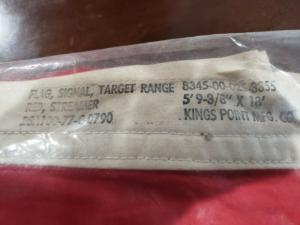 FLAG, SIGNAL, TARGET RANGE 8345-00-
RED, STREAMER 5' 9-3/8" X 18'
KINGS POINT MFG. CO